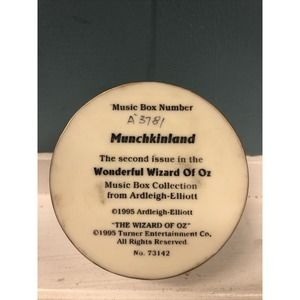 Music Box Number
A 3781
Munchkinland
The second issue in the
Wonderful Wizard Of Oz
Music Box Collection
from Ardleigh-Elliott
©1995 Ardleigh-Elliott
"THE WIZARD OF OZ"
©1995 Turner Entertainment Co.
All Rights Reserved
No. 73142